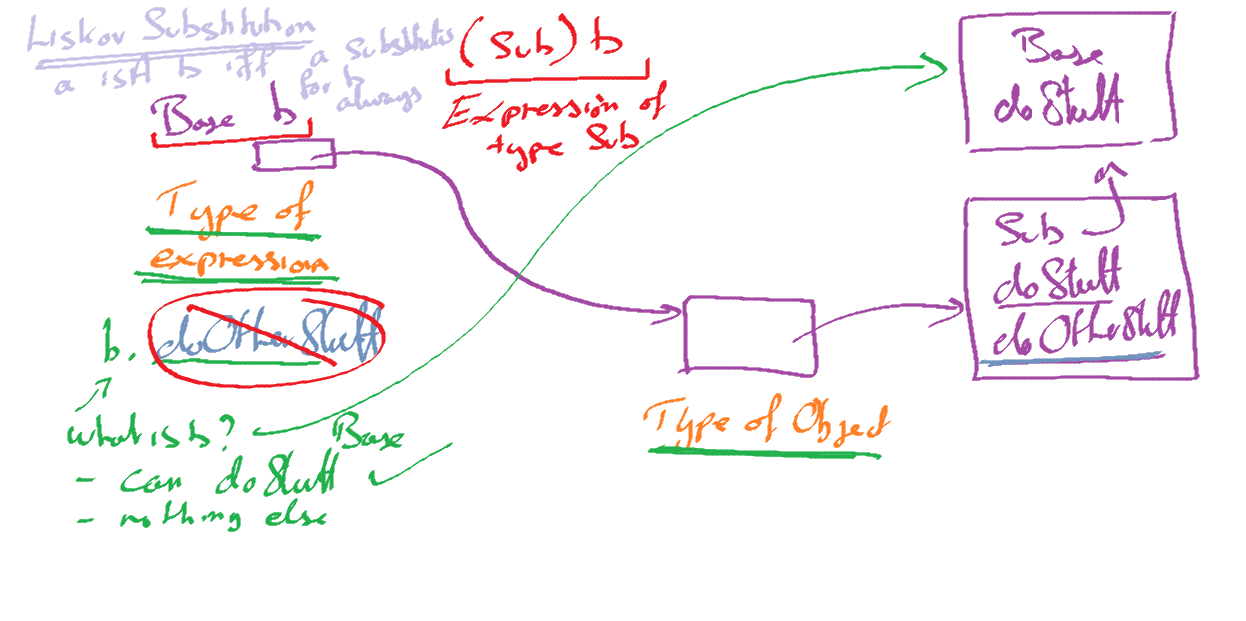 Liskov Substitution
a isA b iff a substitutes
for b
always
Base b
(Sub) b
Expression of
type Sub
Base
doStuff
Sub
doStuff
doOtherStuff
Type of
expression
b. doOtherStuff
what is b? Base
- can doStuff ✓
- nothing else
Type of Object